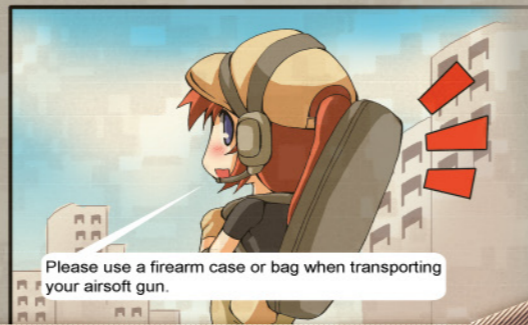 Please use a firearm case or bag when transporting
your airsoft gun.